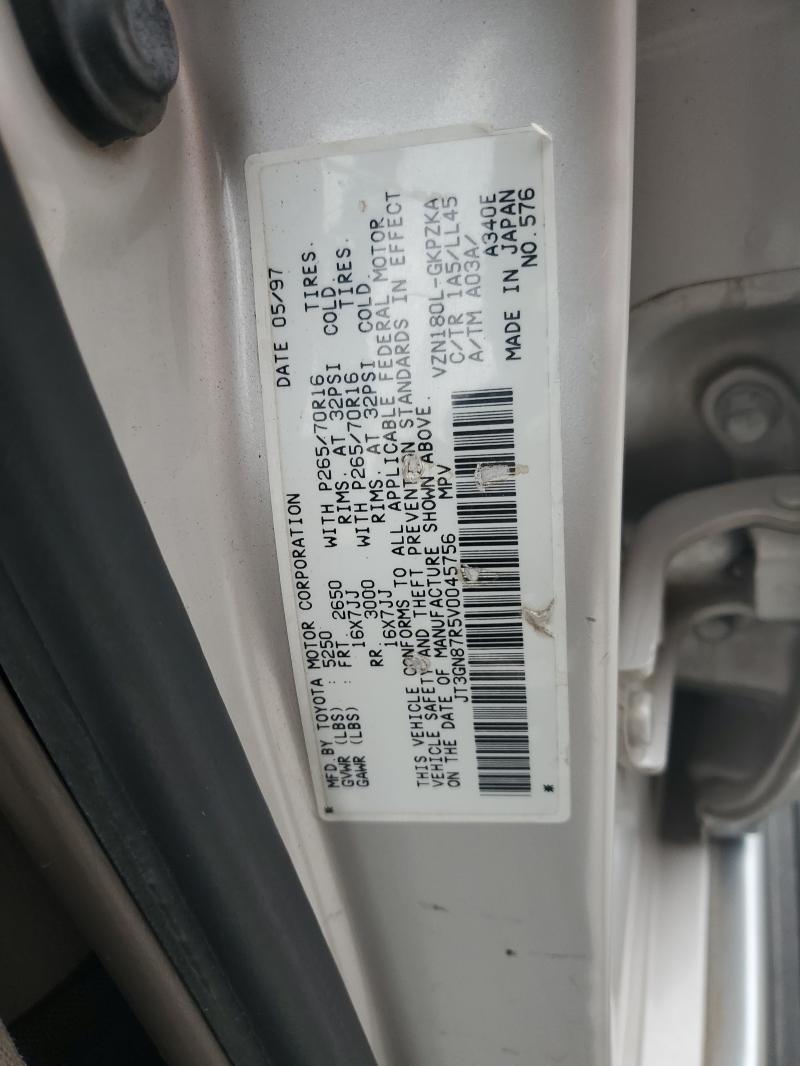 DATE 05/97
MFD.BY TOYOTA MOTOR CORPORATION
GVWR (LBS) : 5250 WITH P265/70R16 TIRES.
GAWR (LBS) : FRT. 2650 RIMS. AT 32PSI COLD.
16X7JJ WITH P265/70R16 TIRES.
RR. 3000 RIMS. AT 32PSI COLD.
16X7JJ
THIS VEHICLE CONFORMS TO ALL APPLICABLE FEDERAL MOTOR
VEHICLE SAFETY AND THEFT PREVENTION STANDARDS IN EFFECT
ON THE DATE OF MANUFACTURE SHOWN ABOVE.
JT3GN87R5V0045756 MPV
VZN180L-GKPZKA
C/TR 1A5/LL45
A/TM A03A/
A340E
MADE IN JAPAN
NO.576